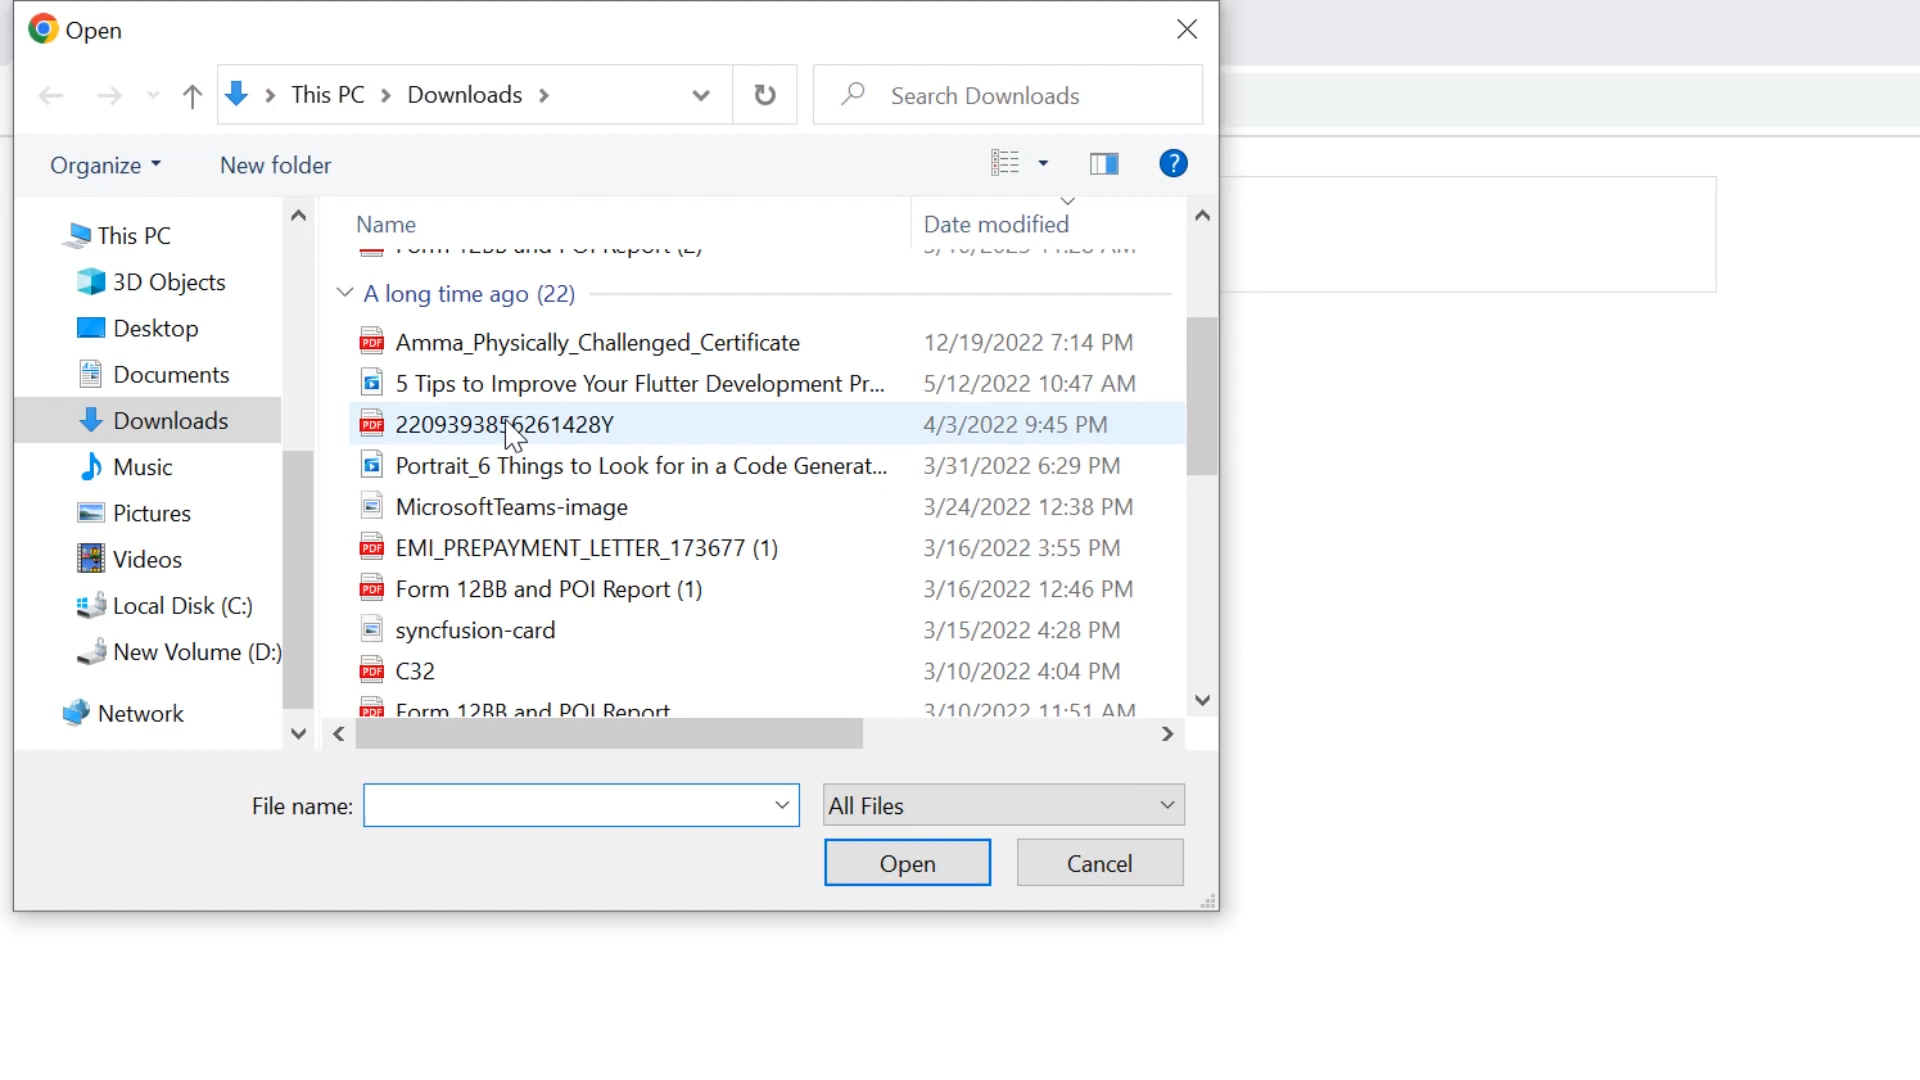 Open
This PC
Downloads
Search Downloads
Organize
New folder
?
Name
Date modified
Form 12BB and POI Report (2)
A long time ago (22)
Amma_Physically_Challenged_Certificate 12/19/2022 7:14 PM
5 Tips to Improve Your Flutter Development Pr... 5/12/2022 10:47 AM
2209393856261428Y 4/3/2022 9:45 PM
Portrait_6 Things to Look for in a Code Generat... 3/31/2022 6:29 PM
MicrosoftTeams-image 3/24/2022 12:38 PM
EMI_PREPAYMENT_LETTER_173677 (1) 3/16/2022 3:55 PM
Form 12BB and POI Report (1) 3/16/2022 12:46 PM
syncfusion-card 3/15/2022 4:28 PM
C32 3/10/2022 4:04 PM
Form 12BB and POI Report 3/10/2022 11:51 AM
This PC
3D Objects
Desktop
Documents
Downloads
Music
Pictures
Videos
Local Disk (C:)
New Volume (D:)
Network
File name:
All Files
Open
Cancel